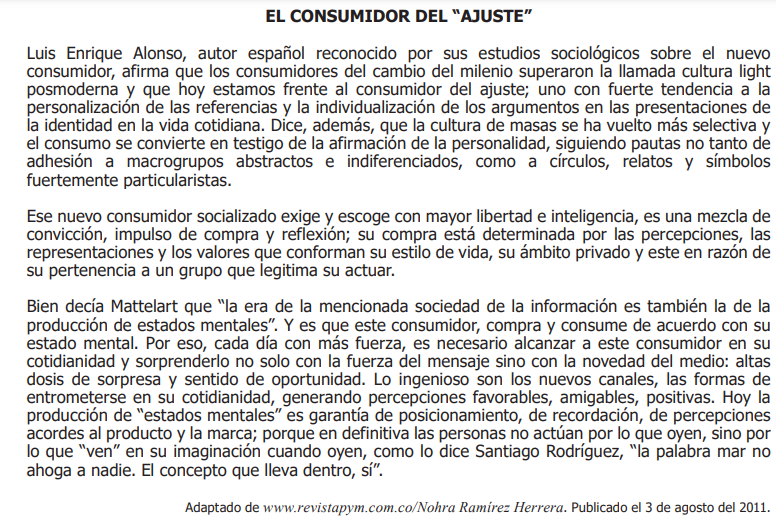 EL CONSUMIDOR DEL “AJUSTE”
Luis Enrique Alonso, autor español reconocido por sus estudios sociológicos sobre el nuevo
consumidor, afirma que los consumidores del cambio del milenio superaron la llamada cultura light
posmoderna y que hoy estamos frente al consumidor del ajuste; uno con fuerte tendencia a la
personalización de las referencias y la individualización de los argumentos en las presentaciones de
la identidad en la vida cotidiana. Dice, además, que la cultura de masas se ha vuelto más selectiva y
el consumo se convierte en testigo de la afirmación de la personalidad, siguiendo pautas no tanto de
adhesión a macrogrupos abstractos e indiferenciados, como a círculos, relatos y símbolos
fuertemente particularistas.
Ese nuevo consumidor socializado exige y escoge con mayor libertad e inteligencia, es una mezcla de
convicción, impulso de compra y reflexión; su compra está determinada por las percepciones, las
representaciones y los valores que conforman su estilo de vida, su ámbito privado y este en razón de
su pertenencia a un grupo que legitima su actuar.
Bien decía Mattelart que “la era de la mencionada sociedad de la información es también la de la
producción de estados mentales”. Y es que este consumidor, compra y consume de acuerdo con su
estado mental. Por eso, cada día con más fuerza, es necesario alcanzar a este consumidor en su
cotidianidad y sorprenderlo no solo con la fuerza del mensaje sino con la novedad del medio: altas
dosis de sorpresa y sentido de oportunidad. Lo ingenioso son los nuevos canales, las formas de
entrometerse en su cotidianidad, generando percepciones favorables, amigables, positivas. Hoy la
producción de “estados mentales” es garantía de posicionamiento, de recordación, de percepciones
acordes al producto y la marca; porque en definitiva las personas no actúan por lo que oyen, sino por
lo que “ven” en su imaginación cuando oyen, como lo dice Santiago Rodríguez, “la palabra mar no
ahoga a nadie. El concepto que lleva dentro, sí”.
Adaptado de www.revistapym.com.co/Nohra Ramírez Herrera. Publicado el 3 de agosto del 2011.